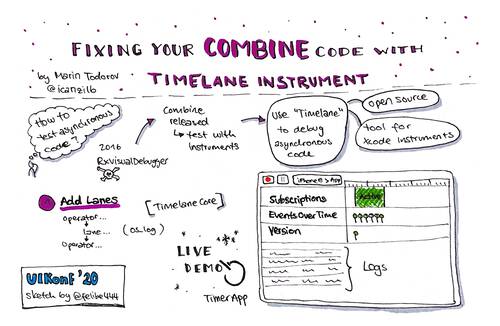 FIXING YOUR COMBINE CODE WITH
TIMELANE INSTRUMENT
by Marin Todorov
@icanzilb
How to
test asynchronous
code?
2016
RxVisualDebugger
Combine
released
↳ test with
Instruments
Use "Timelane"
to debug
asynchronous
code
open source
tool for
Xcode instruments
Add Lanes
Operator...
lane...
Operator...
[Timelane Core]
(os_log)
LIVE
DEMO
TimerApp
iPhone > App
Subscriptions
Active
Events Over Time
Version
Logs
UIKonf '20
sketch by @felibe444